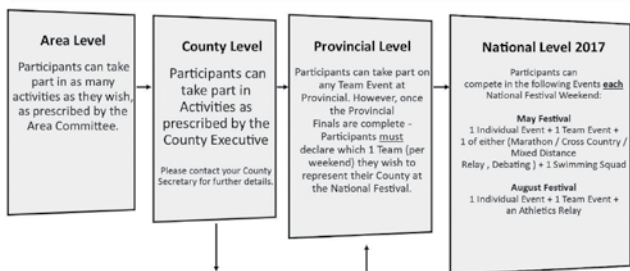 Area Level
Participants can take
part in as many
activities as they wish,
as prescribed by the
Area Committee.
County Level
Participants can
take part in
Activities as
prescribed by the
County Executive
Please contact your County
Secretary for further details.
Provincial Level
Participants can take part on
any Team Event at
Provincial. However, once
the Provincial
Finals are complete -
Participants must
declare which 1 Team (per
weekend) they wish to
represent their County at
the National Festival.
National Level 2017
Participants can
compete in the following Events each
National Festival Weekend:
May Festival
1 Individual Event + 1 Team Event +
1 of either (Marathon / Cross Country /
Mixed Distance
Relay , Debating ) + 1 Swimming Squad
August Festival
1 Individual Event + 1 Team Event +
an Athletics Relay